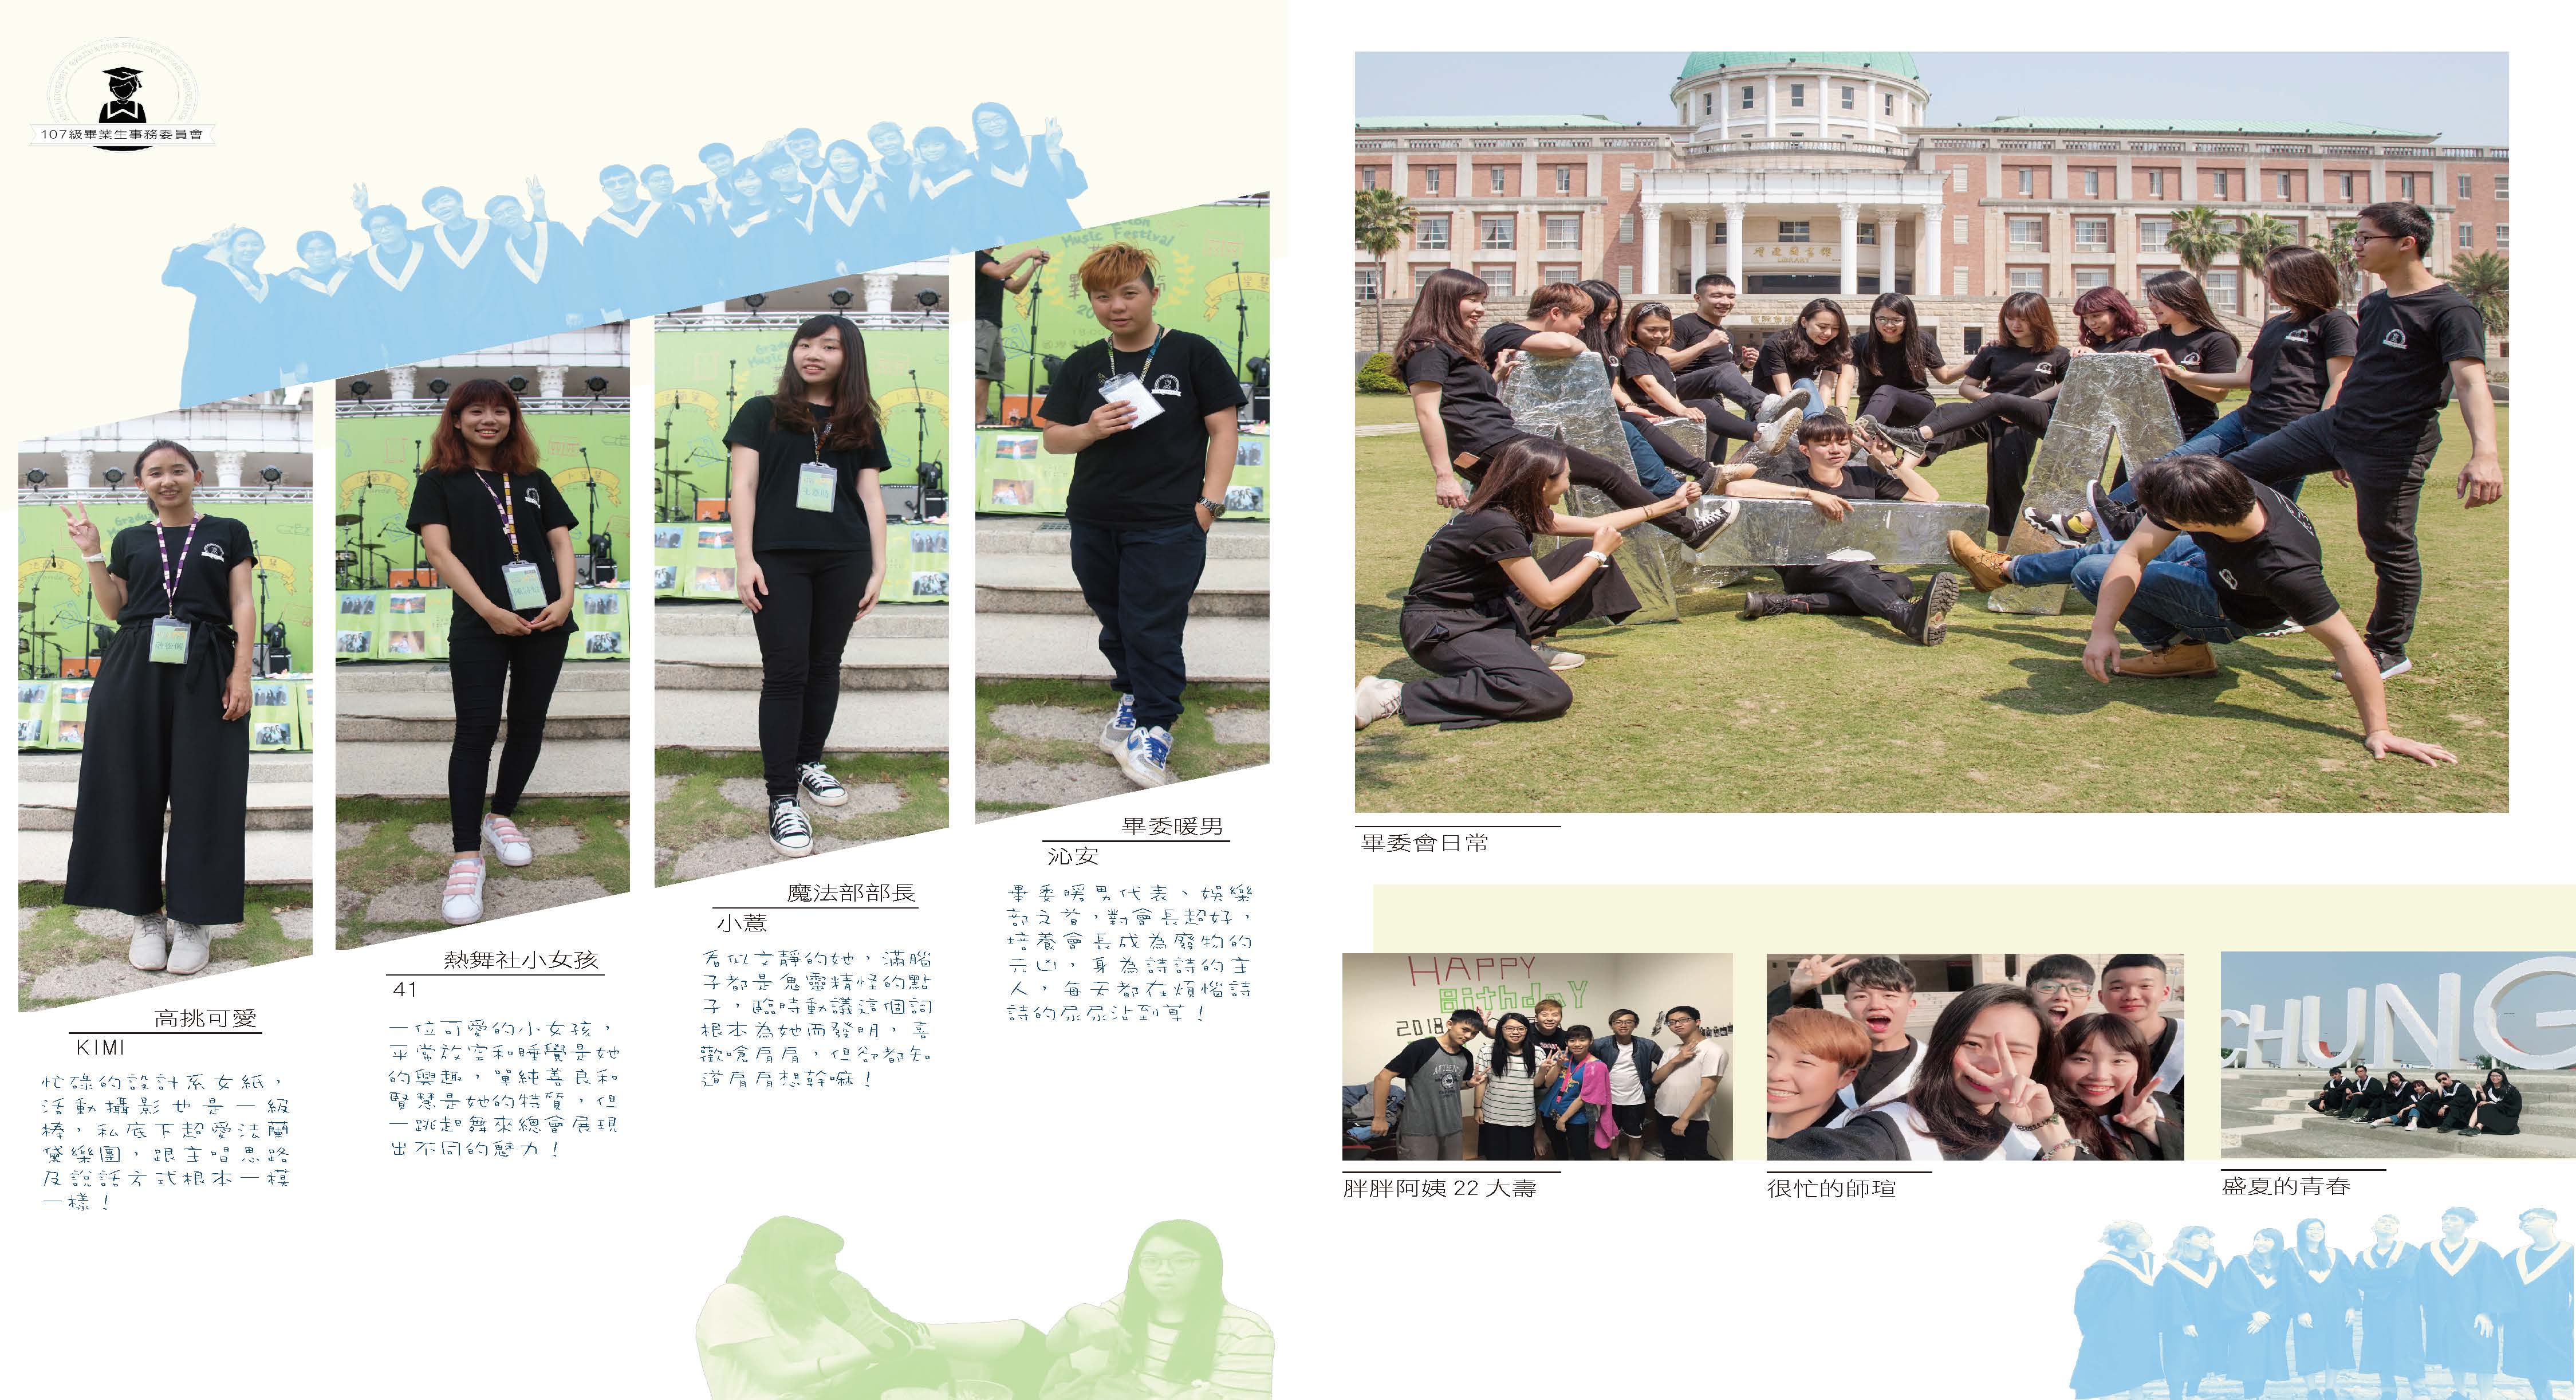 107級畢業生事務委員會
高挑可愛
KIMI
忙碌的設計系女紙，
活動攝影也是一級
棒，私底下超愛法蘭
黛樂團，跟主唱思路
及說話方式根本一模
一樣！
熱舞社小女孩
41
一位可愛的小女孩，
平常放空和睡覺是她
的興趣，單純善良和
賢慧是她的特質，但
一跳起舞來總會展現
出不同的魅力！
魔法部部長
小薏
看似文靜的她，滿腦
子都是鬼靈精怪的點
子，臨時動議這個詞
根本為她而發明，喜
歡嗆肩肩，但卻都知
道肩肩想幹嘛！
畢委暖男
沁安
畢委暖男代表、娛樂
部之首，對會長超好，
培養會長成為廢物的
元凶，身為詩詩的主
人，每天都在煩惱詩
詩的尿尿沾到草！
Music Festival
LIBRARY
畢委會日常
HAPPY
BithdaY
2018
胖胖阿姨 22 大壽
很忙的師瑄
CHUNG
盛夏的青春